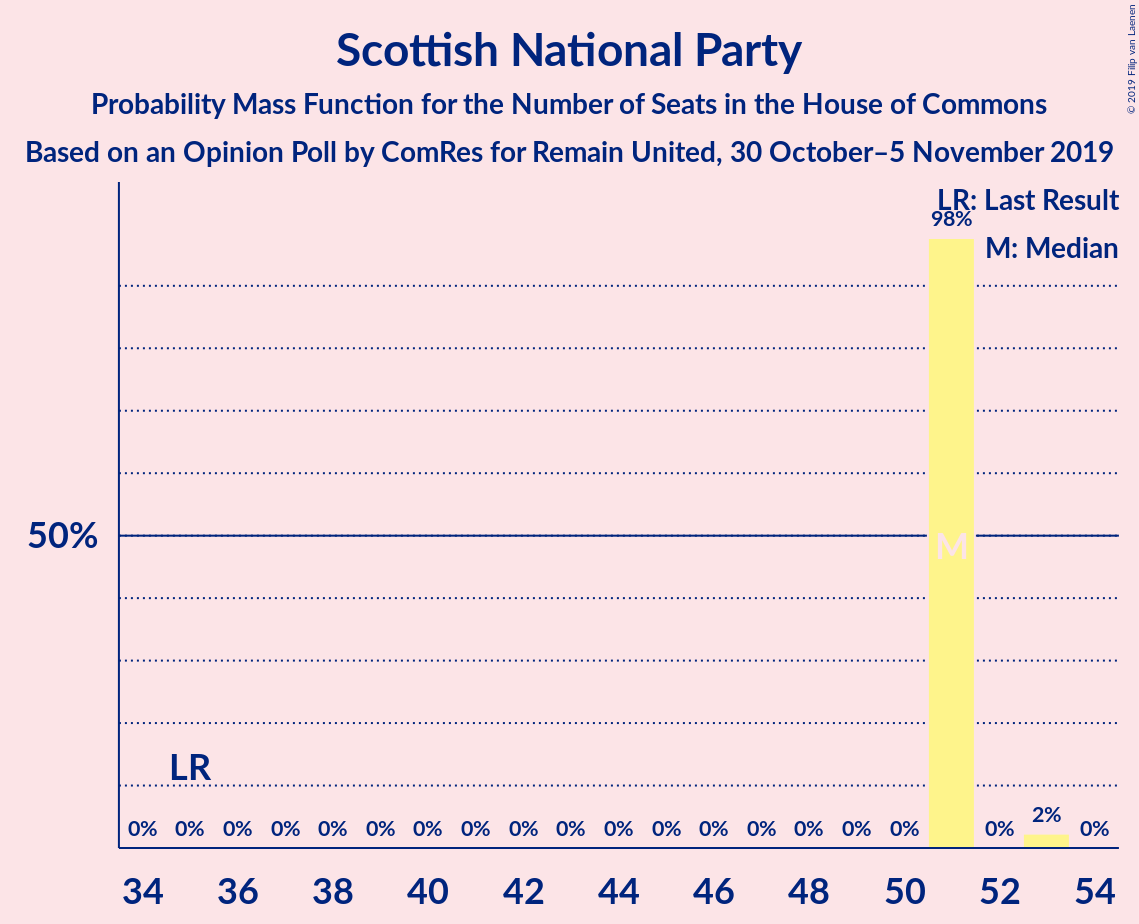 Scottish National Party
Probability Mass Function for the Number of Seats in the House of Commons
Based on an Opinion Poll by ComRes for Remain United, 30 October–5 November 2019
© 2019 Filip van Laenen
LR: Last Result
98%
M: Median
50%
M
LR
0% 0% 0% 0% 0% 0% 0% 0% 0% 0% 0% 0% 0% 0% 0% 0% 0% 0% 2% 0%
34 36 38 40 42 44 46 48 50 52 54